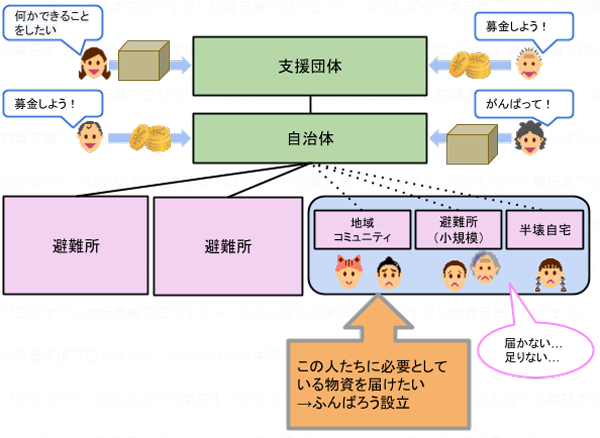 何かできること
をしたい
支援団体
募金しよう！
募金しよう！
自治体
がんばって！
避難所
避難所
地域
コミュニティ
避難所
（小規模）
半壊自宅
届かない…
足りない…
この人たちに必要として
いる物資を届けたい
→ふんばろう設立